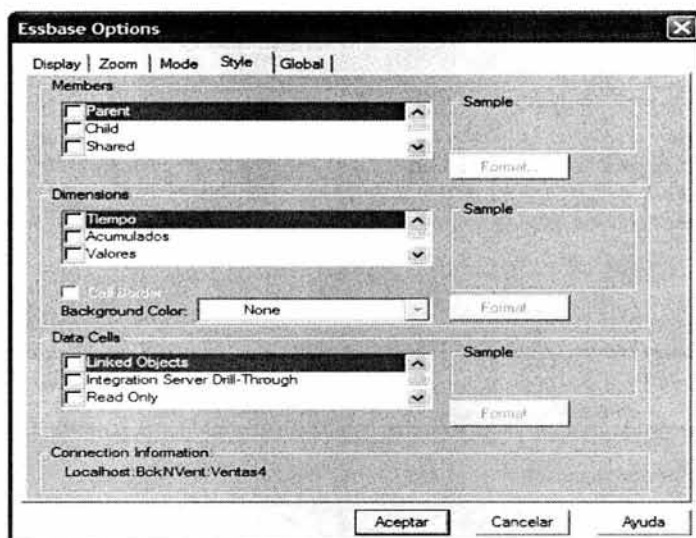 Essbase Options
Display | Zoom | Mode Style | Global |
Members
Parent
Child
Shared
Sample
Format...
Dimensions
Tiempo
Acumulados
Valores
Sample
Cell Border
Background Color: None
Format...
Data Cells
Linked Objects
Integration Server Drill-Through
Read Only
Sample
Format...
Connection Information:
Localhost:BckNVent:Ventas4
Aceptar Cancelar Ayuda